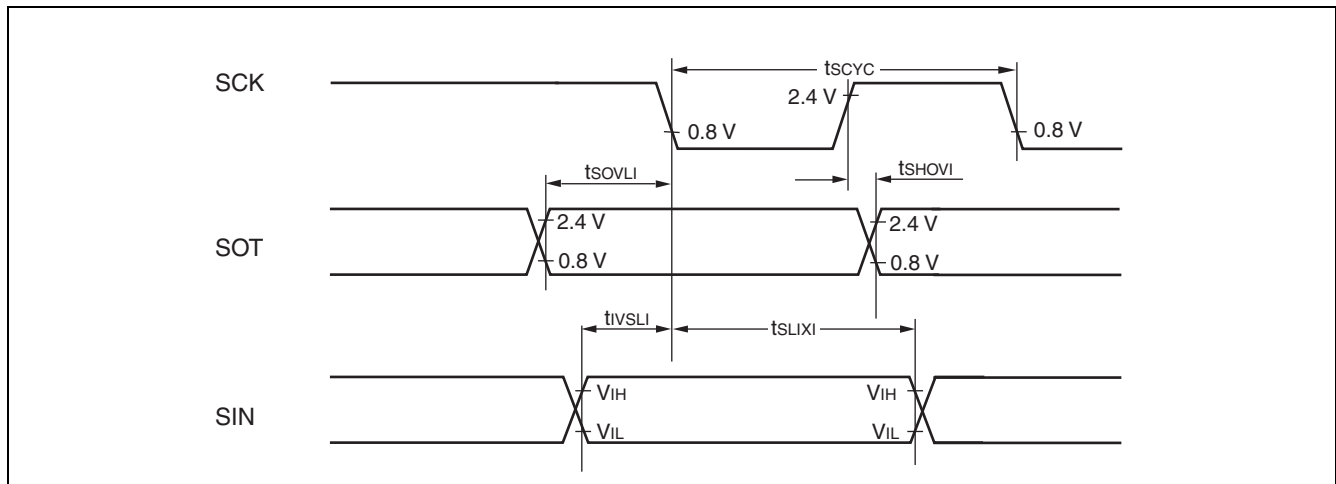 tSCYC
SCK
2.4 V
0.8 V
0.8 V
tSOVLI
tSHOVI
2.4 V
2.4 V
SOT
0.8 V
0.8 V
tIVSLI
tSLIXI
VIH
VIH
SIN
VIL
VIL